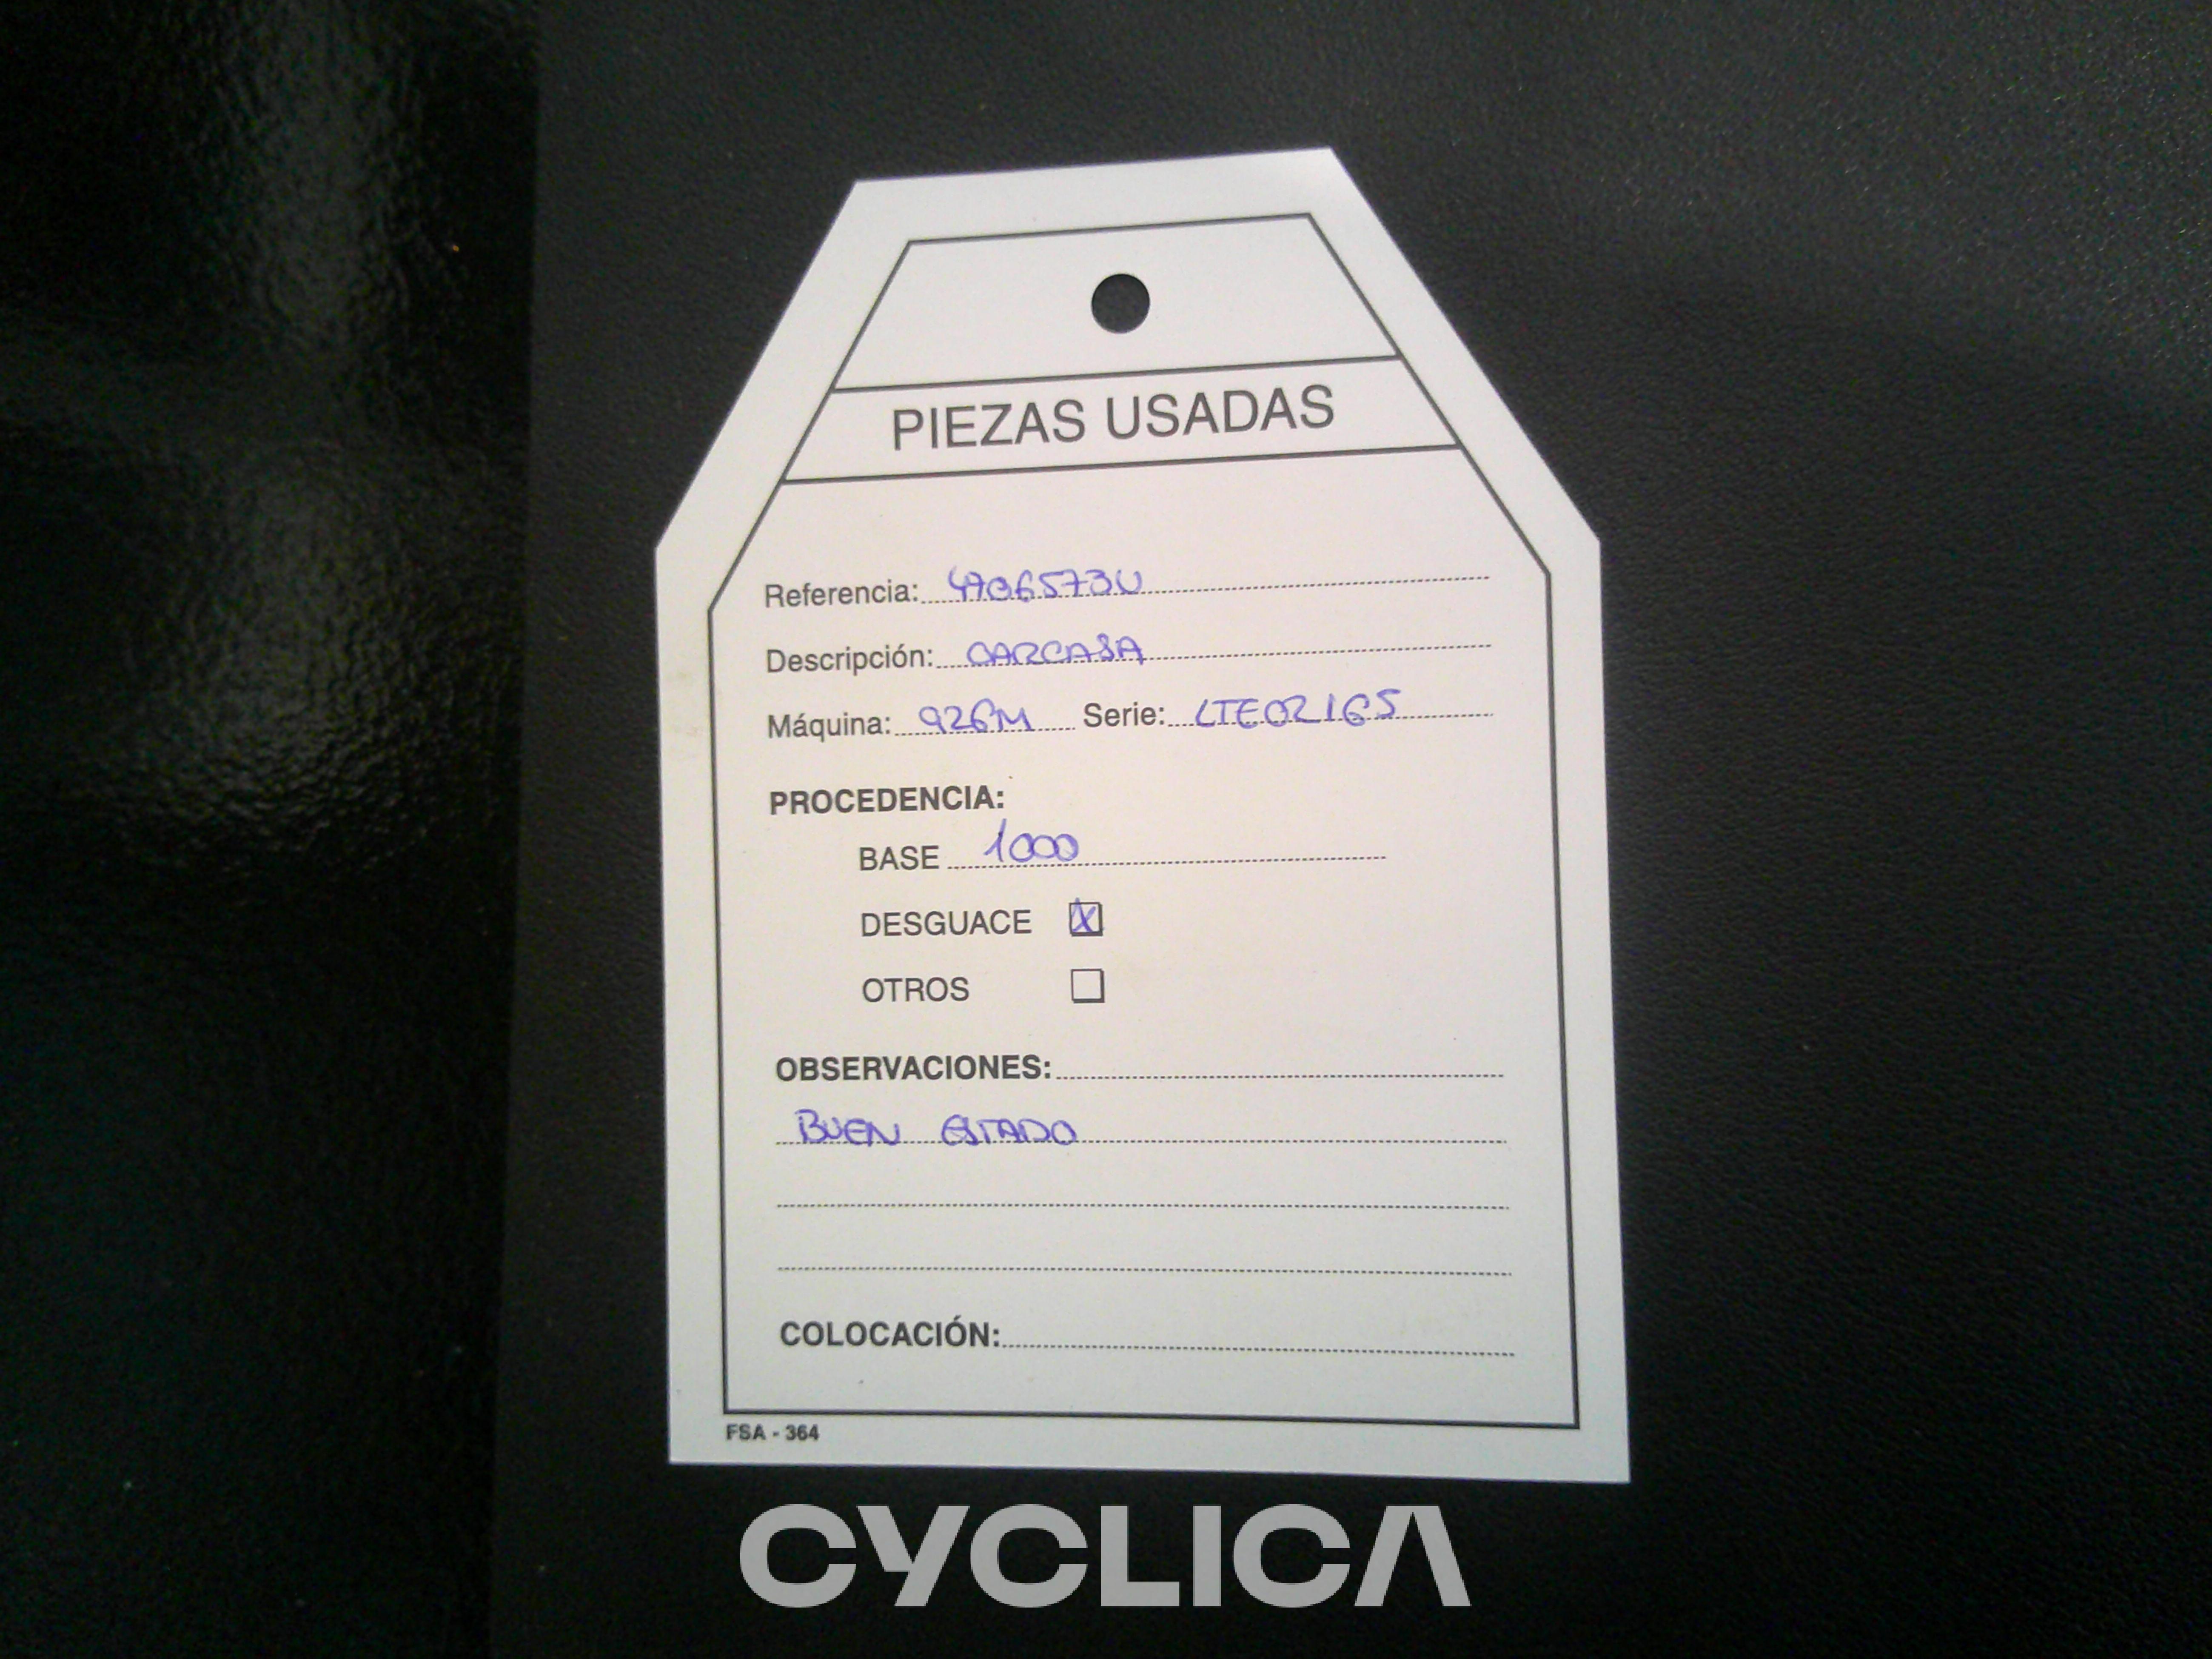 PIEZAS USADAS
Referencia: 4706573U
Descripción: CARCASA
Máquina: 926M Serie: LTE02165
PROCEDENCIA:
BASE 1000
DESGUACE X
OTROS
OBSERVACIONES:
BUEN ESTADO
COLOCACIÓN:
FSA - 364
CYCLICA